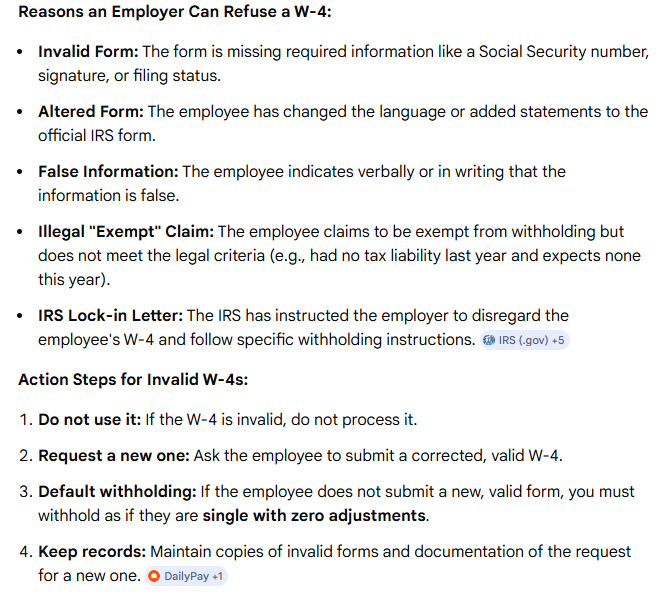 Reasons an Employer Can Refuse a W-4:
• Invalid Form: The form is missing required information like a Social Security number,
signature, or filing status.
• Altered Form: The employee has changed the language or added statements to the
official IRS form.
• False Information: The employee indicates verbally or in writing that the
information is false.
• Illegal "Exempt" Claim: The employee claims to be exempt from withholding but
does not meet the legal criteria (e.g., had no tax liability last year and expects none
this year).
• IRS Lock-in Letter: The IRS has instructed the employer to disregard the
employee's W-4 and follow specific withholding instructions. IRS (.gov) +5
Action Steps for Invalid W-4s:
1. Do not use it: If the W-4 is invalid, do not process it.
2. Request a new one: Ask the employee to submit a corrected, valid W-4.
3. Default withholding: If the employee does not submit a new, valid form, you must
withhold as if they are single with zero adjustments.
4. Keep records: Maintain copies of invalid forms and documentation of the request
for a new one. DailyPay +1